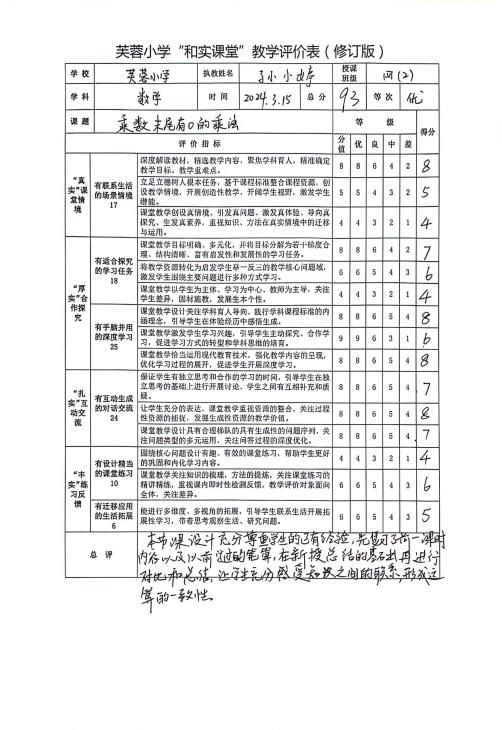 芙蓉小学“和实课堂”教学评价表（修订版）
学校 芙蓉小学 执教姓名 孙小婷 授课班级 四(2)
学科 数学 时间 2024.3.15 总分 93 等次 优
课题 乘数末尾有0的乘法 等级 得分
评价指标 分值 优 良 中 差
“真实”课堂情境
有联系生活的场景情境 17
深度解读教材，精选教学内容，聚焦学科育人，精准确定教学目标、教学重难点。 8 8 6 4 2 8
立足立德树人根本任务，基于课程标准整合课程资源，创设教学情境，开展创造性教学，开阔学生视野，激发学生潜能。 5 5 4 3 2 5
课堂教学创设真情境、引发真问题、激发真体验、导向真探究、生发真素养，重视知识、方法在真实情境中的迁移与运用。 4 4 3 2 1 4
“厚实”合作探究
有适合探究的学习任务 18
课堂教学目标明确、多元化，并将目标分解为若干梯度合理、结构清晰、富有启发性和发展性的学习任务。 8 8 6 4 2 7
将教学资源转化为启发学生举一反三的教学核心问题域，激发学生围绕主要问题进行多种方式学习。 6 6 5 4 3 6
课堂教学以学生为主体、学习为中心、教师为主导，关注学生差异，因材施教，发展生本个性。 4 4 3 2 1 4
有手脑并用的深度学习 25
课堂教学设计关注学科育人导向，践行学科课程标准的内涵理念，引导学生在体验经历中感悟生成。 8 8 6 5 4 8
课堂教学激发学生学习兴趣，引导学生主动探究、合作学习，促进学习方式的转型和学科思维的培育。 9 9 6 3 1 6
课堂教学恰当运用现代教育技术，强化教学内容的呈现，优化学习过程的展开，促进学生开展深度学习。 8 8 6 5 4 8
“扎实”互动交流
有互动生成的对话交流 24
保证学生有独立思考和合作的学习的时间，引导学生在独立思考的基础上进行开展讨论，学生之间有互相补充和质疑。 8 8 6 5 4 7
让学生充分的表达，课堂教学重视资源的整合，关注过程性资源的捕捉，发掘生成性资源的教学价值。 8 8 6 5 4 8
课堂教学设计具有合理梯队的具有生成性的问题序列，关注问题类型的多元运用，关注问答过程的深度优化。 8 8 6 5 4 7
“丰实”练习反馈
有设计精当的课堂练习 10
围绕核心问题设计有趣、有效的课堂练习，帮助学生更好的巩固和内化学习内容。 4 4 3 2 1 4
课堂教学关注知识的梳理，方法的提炼，关注课堂练习的精讲精练，重视课内即时性检测反馈，教学评价对象面向全体，关注差异。 6 6 5 4 3 6
有迁移应用的生活拓展 6
能进行多维度、多视角的拓展，引导学生联系生活开展拓展性学习，带着思考观察生活、研究问题。 6 6 5 4 3 5
总评 本节课设计充分尊重学生的已有经验，先复习了前一课时
内容以及以前学过的笔算，在新授总结的基础上再进行
对比和总结，让学生充分感受知识之间的联系，形成运
算的一致性。